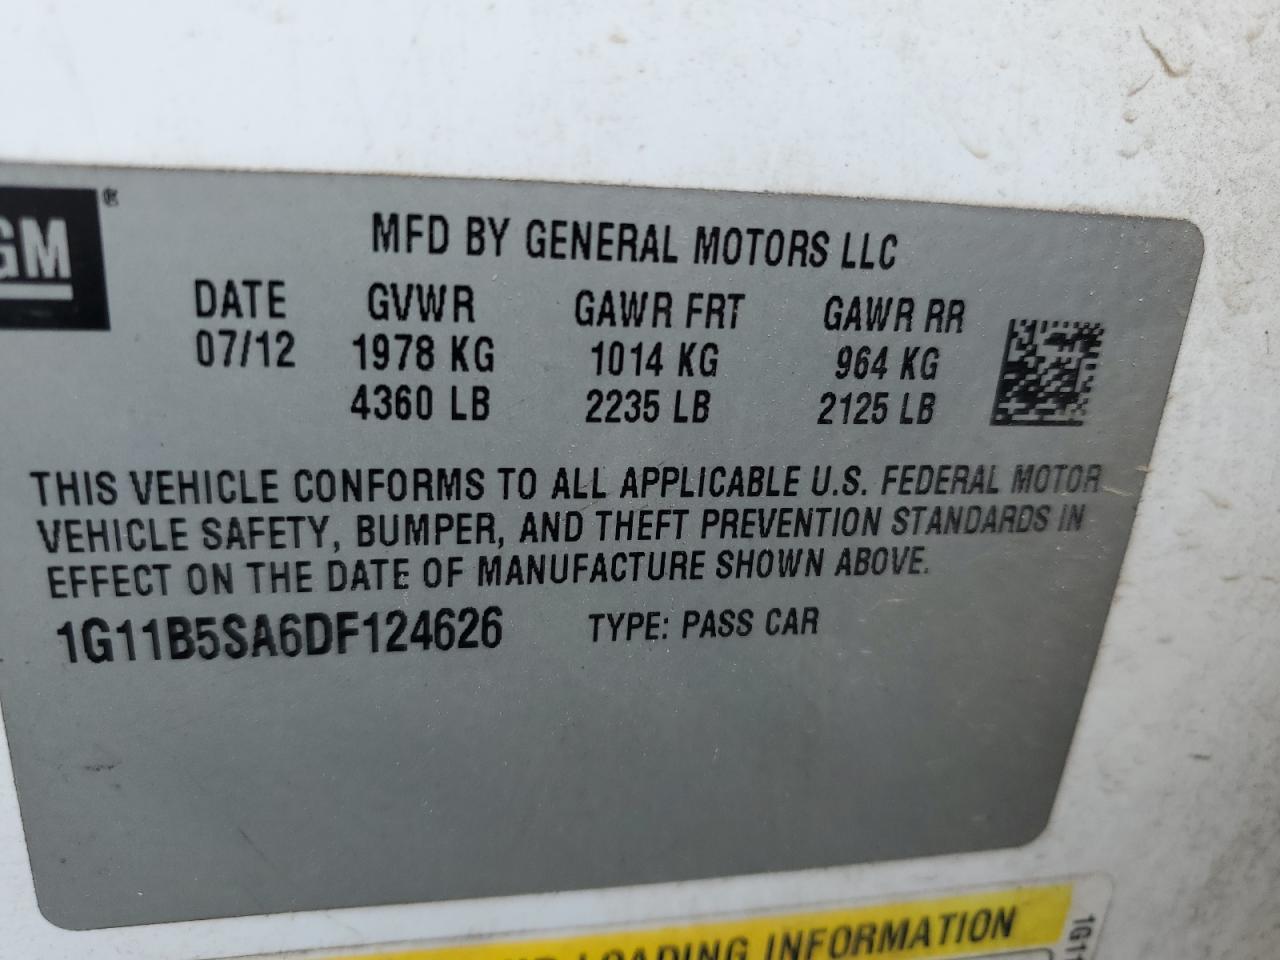 GM®
MFD BY GENERAL MOTORS LLC
DATE GVWR GAWR FRT GAWR RR
07/12 1978 KG 1014 KG 964 KG
4360 LB 2235 LB 2125 LB
THIS VEHICLE CONFORMS TO ALL APPLICABLE U.S. FEDERAL MOTOR
VEHICLE SAFETY, BUMPER, AND THEFT PREVENTION STANDARDS IN
EFFECT ON THE DATE OF MANUFACTURE SHOWN ABOVE.
1G11B5SA6DF124626 TYPE: PASS CAR
LOADING INFORMATION